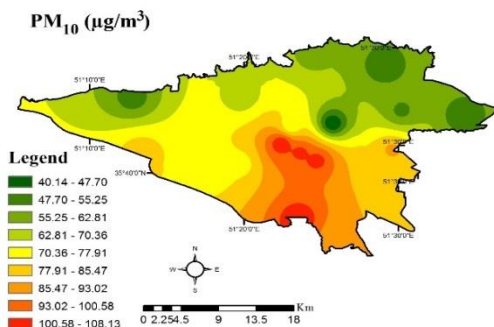 PM10 (µg/m3)
51°10'0"E
51°20'0"E
51°10'0"E
51°30'0"E
35°40'0"N
51°30'0"E
51°20'0"E
51°30'0"E
Legend
40.14 - 47.70
47.70 - 55.25
55.25 - 62.81
62.81 - 70.36
70.36 - 77.91
77.91 - 85.47
85.47 - 93.02
93.02 - 100.58
100.58 - 108.13
N
W E
S
Km
0 2.25 4.5 9 13.5 18